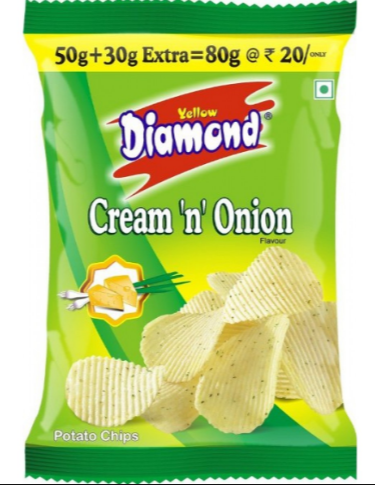 50g+30g Extra=80g @ ₹ 20/ONLY
Yellow
Diamond®
Cream 'n' Onion
Flavour
Potato Chips